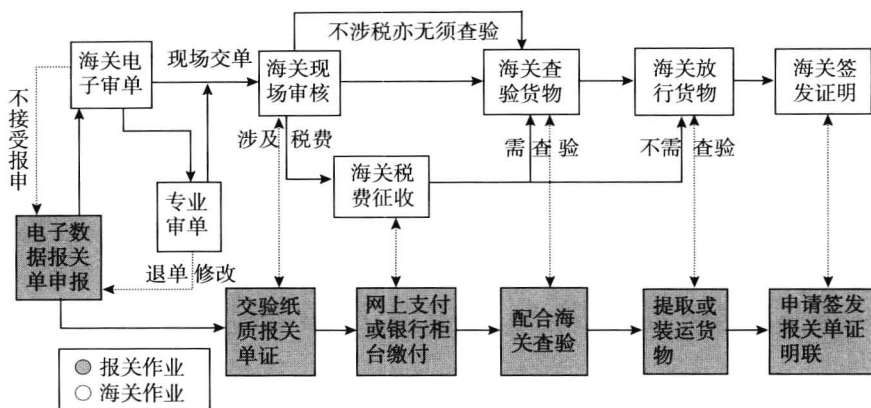 不涉税亦无须查验
海关电
子审单
现场交单
海关现
场审核
海关查
验货物
海关放
行货物
海关签
发证明
不接受报申
涉及 税费
需 查验
不需 查验
海关税
费征收
专业
审单
电子数
据报关
单申报
退单 修改
交验纸
质报关
单证
网上支付
或银行柜
台缴付
配合海
关查验
提取或
装运货
物
申请签发
报关单证
明联
报关作业
海关作业